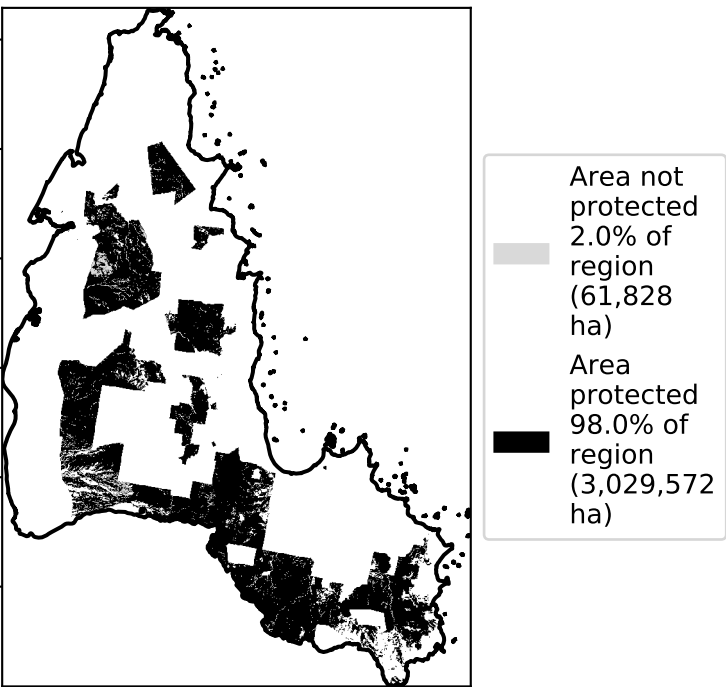 Area not
protected
2.0% of
region
(61,828
ha)
Area
protected
98.0% of
region
(3,029,572
ha)